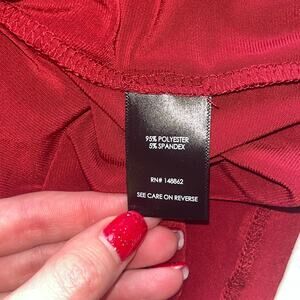 95% POLYESTER
5% SPANDEX
RN# 148862
SEE CARE ON REVERSE